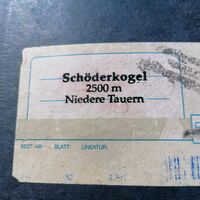 Schöderkogel
2500 m
Niedere Tauern
BEST.-NR. BLATT: LINEATUR: